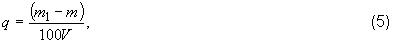 q = (m₁ − m) / 100V, (5)